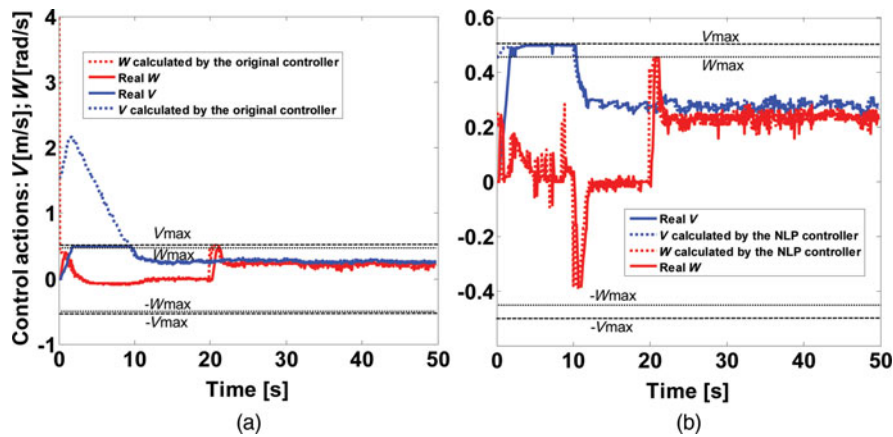 Control actions: V[m/s]; W[rad/s]
4
3
2
1
0
-1
W calculated by the original controller
Real W
Real V
V calculated by the original controller
Vmax
Wmax
-Wmax
-Vmax
0 10 20 30 40 50
Time [s]
(a)
0.6
0.4
0.2
0
-0.2
-0.4
Vmax
Wmax
Real V
V calculated by the NLP controller
W calculated by the NLP controller
Real W
-Wmax
-Vmax
0 10 20 30 40 50
Time [s]
(b)